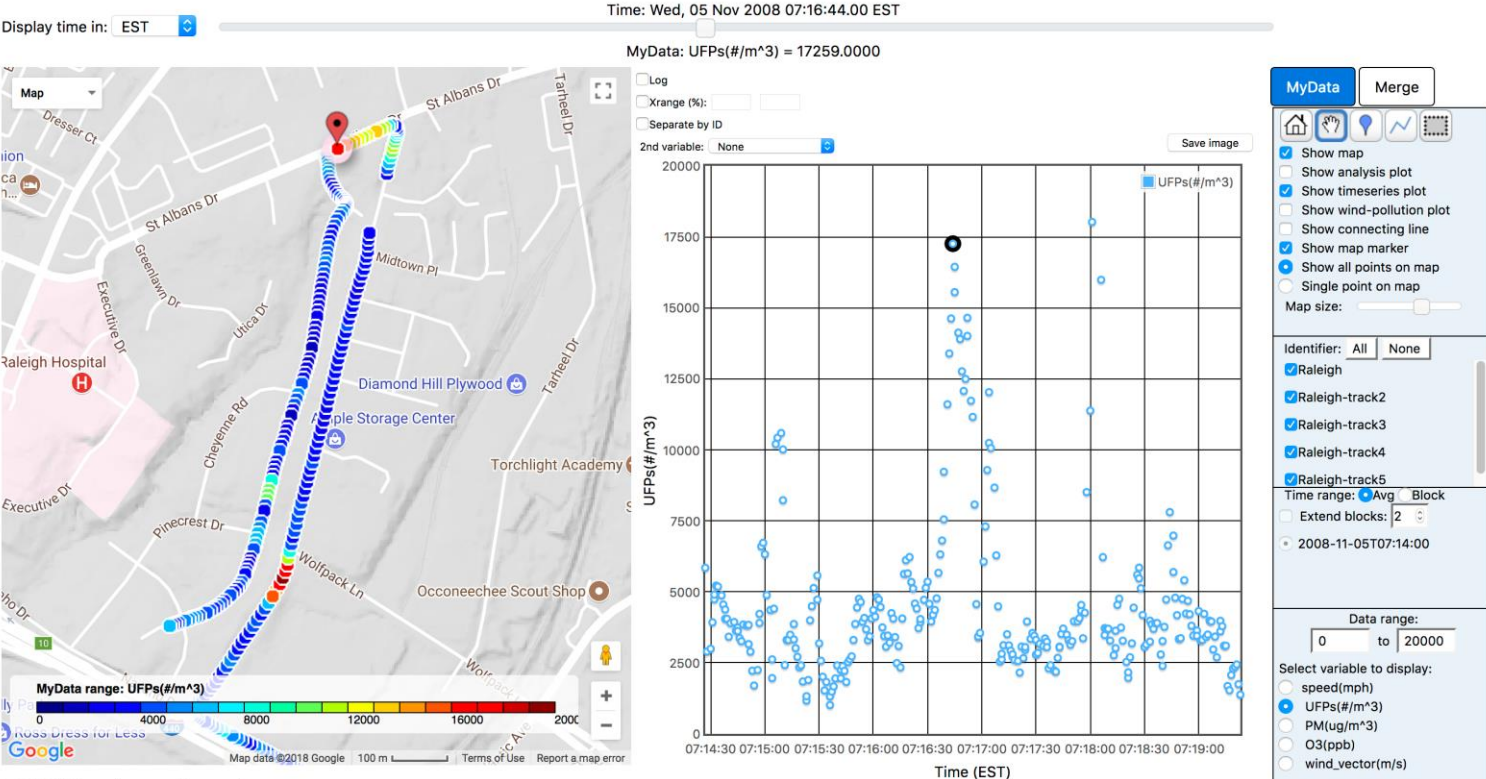 Time: Wed, 05 Nov 2008 07:16:44.00 EST
Display time in: EST
MyData: UFPs(#/m^3) = 17259.0000
Map
Dresser Ct
St Albans Dr
Tarheel Dr
St Albans Dr
Greenlawn Dr
Midtown Pl
Executive Dr
Utica Dr
Raleigh Hospital
H
Diamond Hill Plywood
Tarheel Dr
Cheyenne Rd
ple Storage Center
Torchlight Academy
Executive Dr
Pinecrest Dr
Wolfpack Ln
Occoneechee Scout Shop
10
Wolfpack
MyData range: UFPs(#/m^3)
0 4000 8000 12000 16000 2000
Ross Dress for Less
Google
Map data ©2018 Google 100 m Terms of Use Report a map error
Log
Xrange (%):
Separate by ID
2nd variable: None
Save image
UFPs(#/m^3)
20000
17500
15000
12500
10000
7500
5000
2500
0
UFPs(#/m^3)
07:14:30 07:15:00 07:15:30 07:16:00 07:16:30 07:17:00 07:17:30 07:18:00 07:18:30 07:19:00
Time (EST)
MyData Merge
Show map
Show analysis plot
Show timeseries plot
Show wind-pollution plot
Show connecting line
Show map marker
Show all points on map
Single point on map
Map size:
Identifier: All None
Raleigh
Raleigh-track2
Raleigh-track3
Raleigh-track4
Raleigh-track5
Time range: Avg Block
Extend blocks: 2
2008-11-05T07:14:00
Data range:
0 to 20000
Select variable to display:
speed(mph)
UFPs(#/m^3)
PM(ug/m^3)
O3(ppb)
wind_vector(m/s)